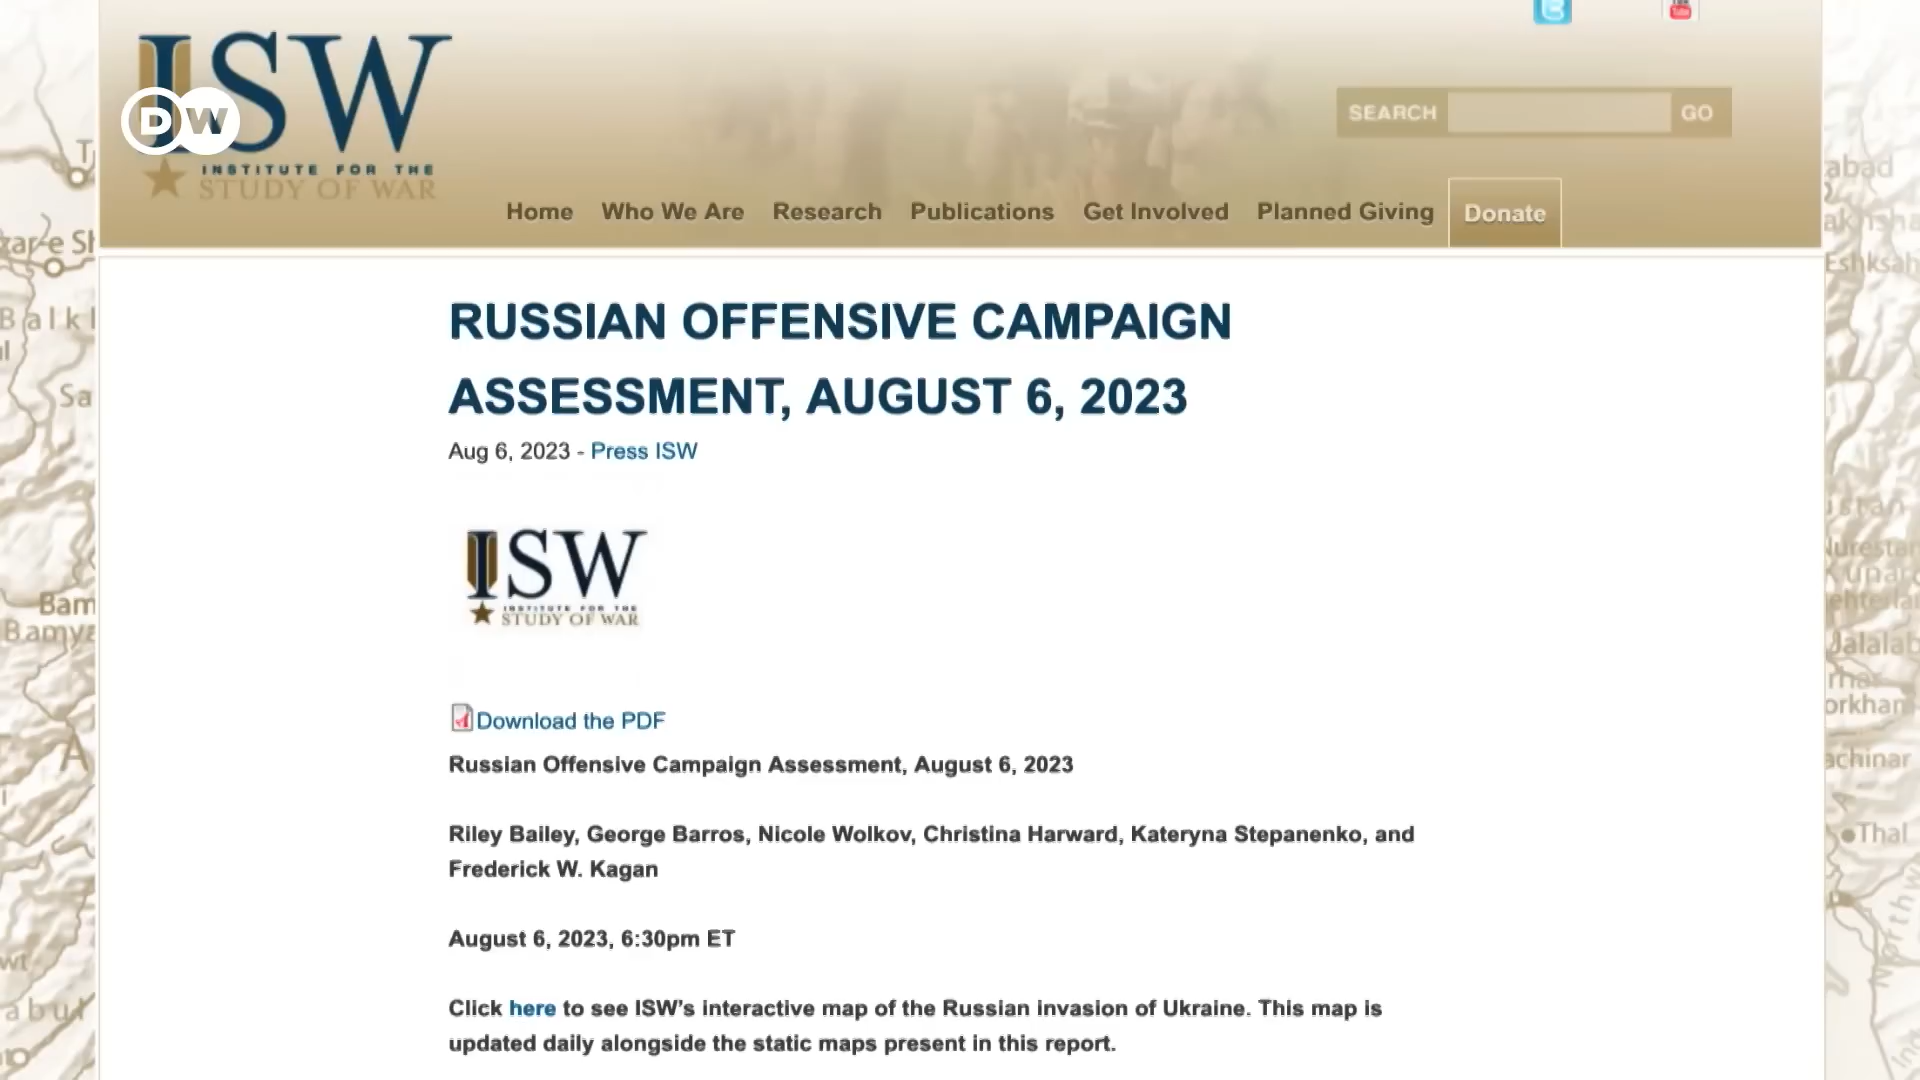 ISW
DW
INSTITUTE FOR THE
STUDY OF WAR
SEARCH
GO
Home
Who We Are
Research
Publications
Get Involved
Planned Giving
Donate
RUSSIAN OFFENSIVE CAMPAIGN
ASSESSMENT, AUGUST 6, 2023
Aug 6, 2023 - Press ISW
ISW
INSTITUTE FOR THE
STUDY OF WAR
Download the PDF
Russian Offensive Campaign Assessment, August 6, 2023
Riley Bailey, George Barros, Nicole Wolkov, Christina Harward, Kateryna Stepanenko, and
Frederick W. Kagan
August 6, 2023, 6:30pm ET
Click here to see ISW’s interactive map of the Russian invasion of Ukraine. This map is
updated daily alongside the static maps present in this report.